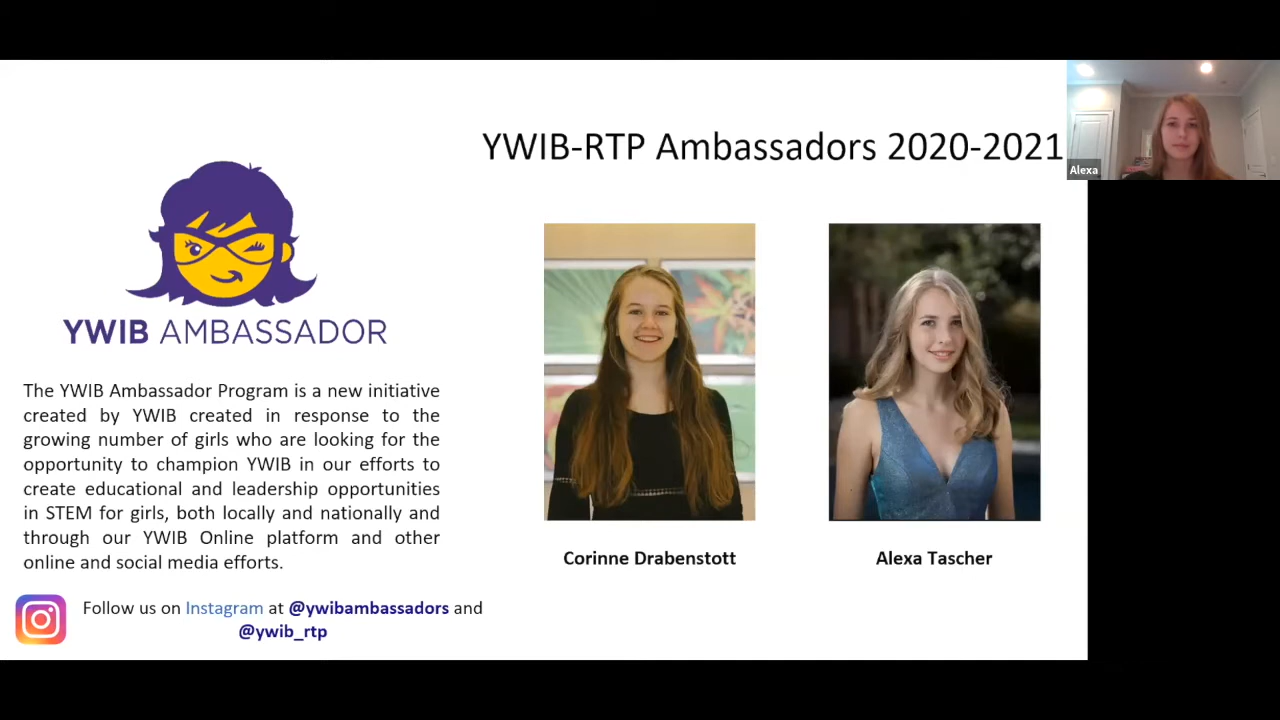 YWIB-RTP Ambassadors 2020-2021
Alexa
YWIB AMBASSADOR
The YWIB Ambassador Program is a new initiative
created by YWIB created in response to the
growing number of girls who are looking for the
opportunity to champion YWIB in our efforts to
create educational and leadership opportunities
in STEM for girls, both locally and nationally and
through our YWIB Online platform and other
online and social media efforts.
Follow us on Instagram at @ywibambassadors and
@ywib_rtp
Corinne Drabenstott
Alexa Tascher